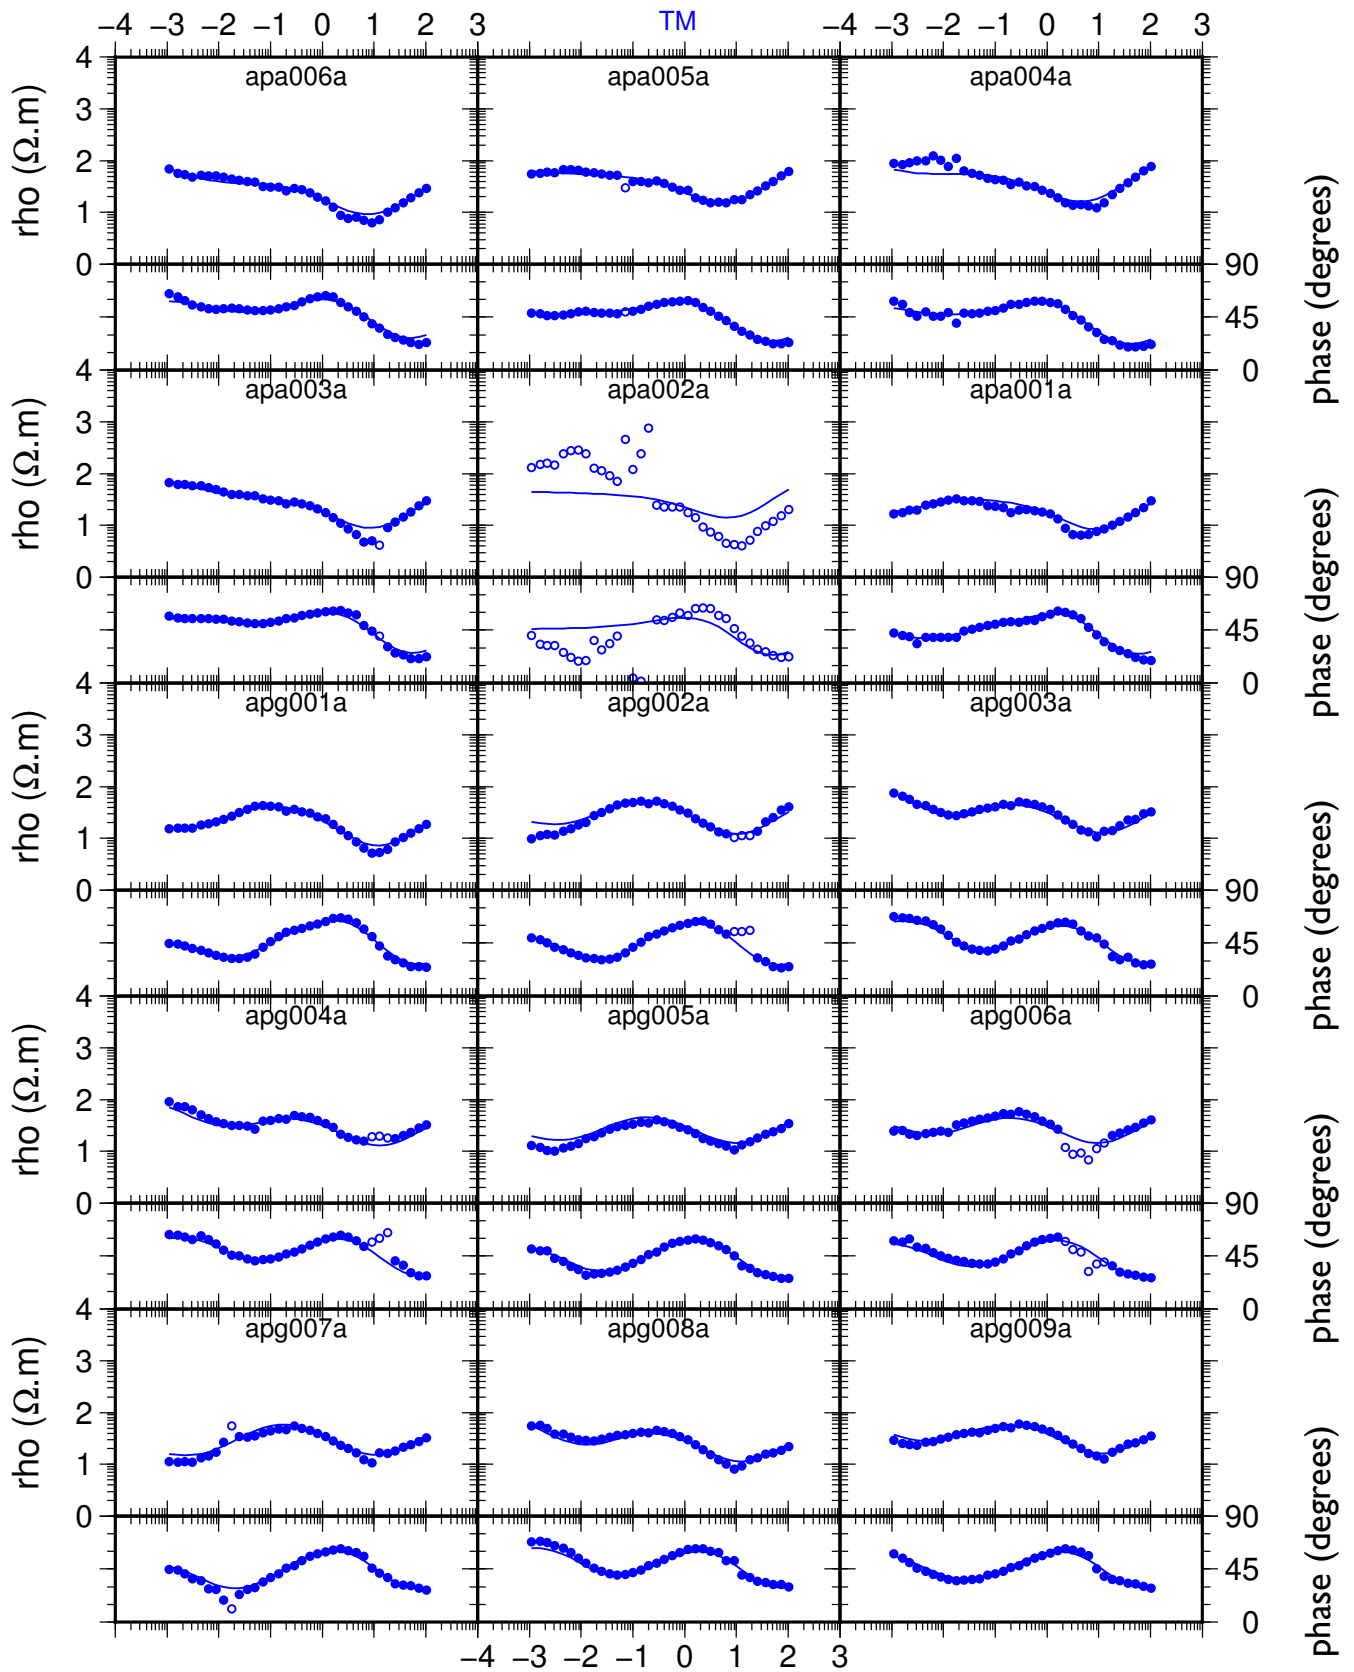 −4 −3 −2 −1 0 1 2 3 TM −4 −3 −2 −1 0 1 2 3
apa006a apa005a apa004a
4
3
2
1
0
rho (Ω.m)
90
45
0
phase (degrees)
apa003a apa002a apa001a
4
3
2
1
0
rho (Ω.m)
90
45
0
phase (degrees)
apg001a apg002a apg003a
4
3
2
1
0
rho (Ω.m)
90
45
0
phase (degrees)
apg004a apg005a apg006a
4
3
2
1
0
rho (Ω.m)
90
45
0
phase (degrees)
apg007a apg008a apg009a
4
3
2
1
0
rho (Ω.m)
90
45
0
phase (degrees)
−4 −3 −2 −1 0 1 2 3